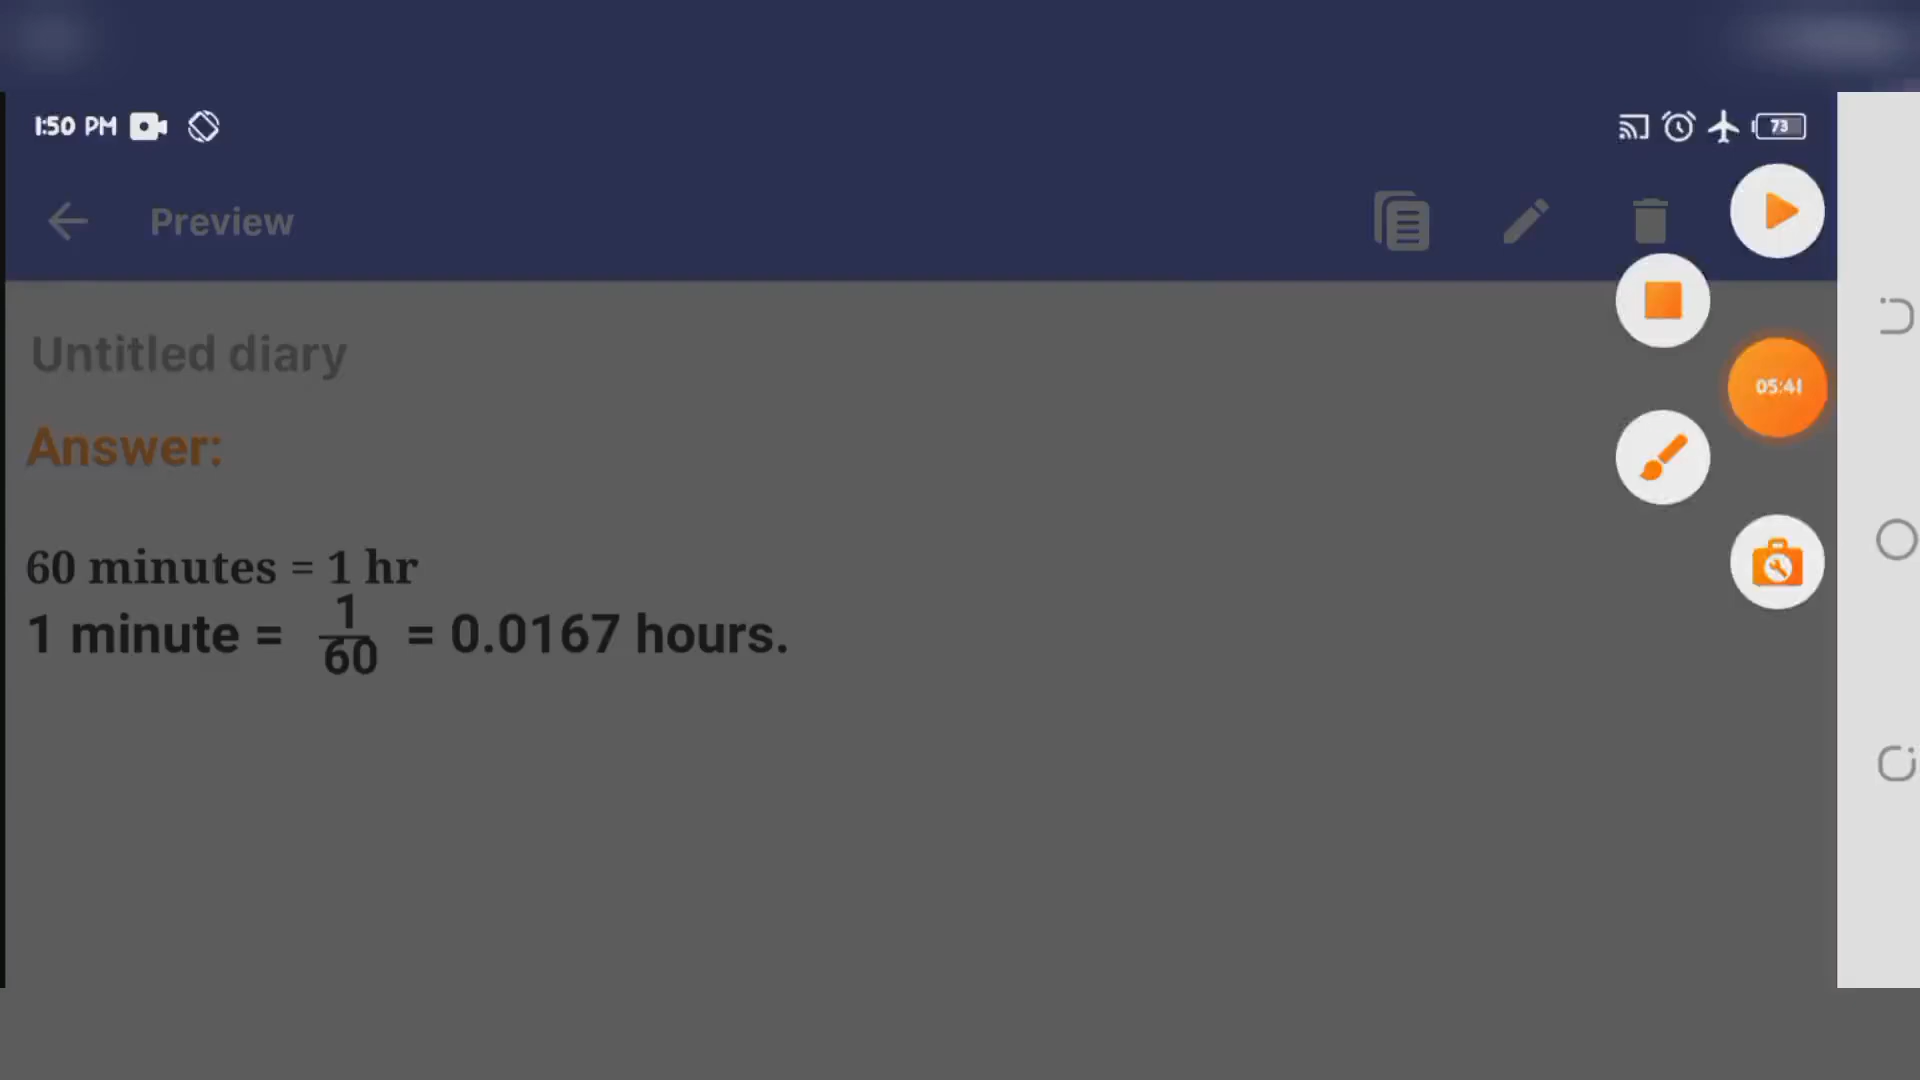 1:50 PM
73
Preview
05:41
Untitled diary
Answer:
60 minutes = 1 hr
1 minute = 1/60 = 0.0167 hours.